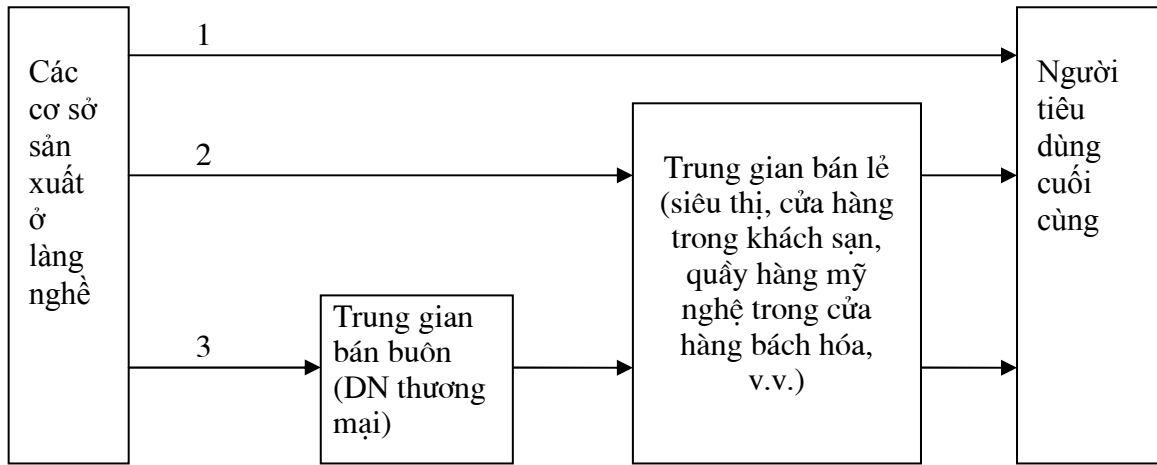 Các
cơ sở
sản
xuất
ở
làng
nghề
1
2
3
Trung gian
bán buôn
(DN thương
mại)
Trung gian bán lẻ
(siêu thị, cửa hàng
trong khách sạn,
quầy hàng mỹ
nghệ trong cửa
hàng bách hóa,
v.v.)
Người
tiêu
dùng
cuối
cùng